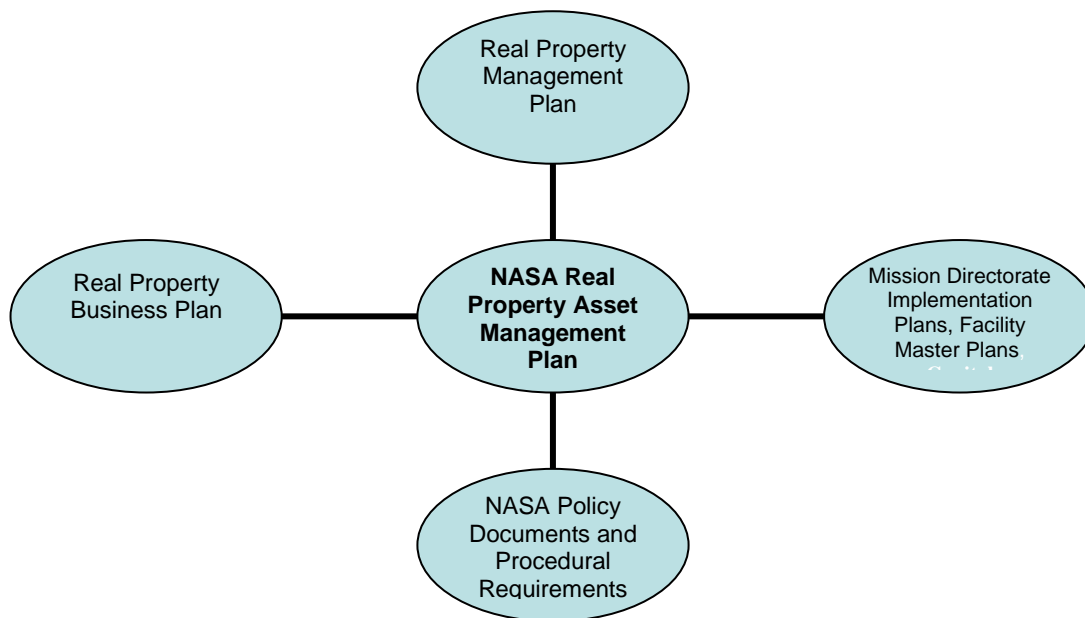 Real Property
Management
Plan
Real Property
Business Plan
NASA Real
Property Asset
Management
Plan
Mission Directorate
Implementation
Plans, Facility
Master Plans,
NASA Policy
Documents and
Procedural
Requirements